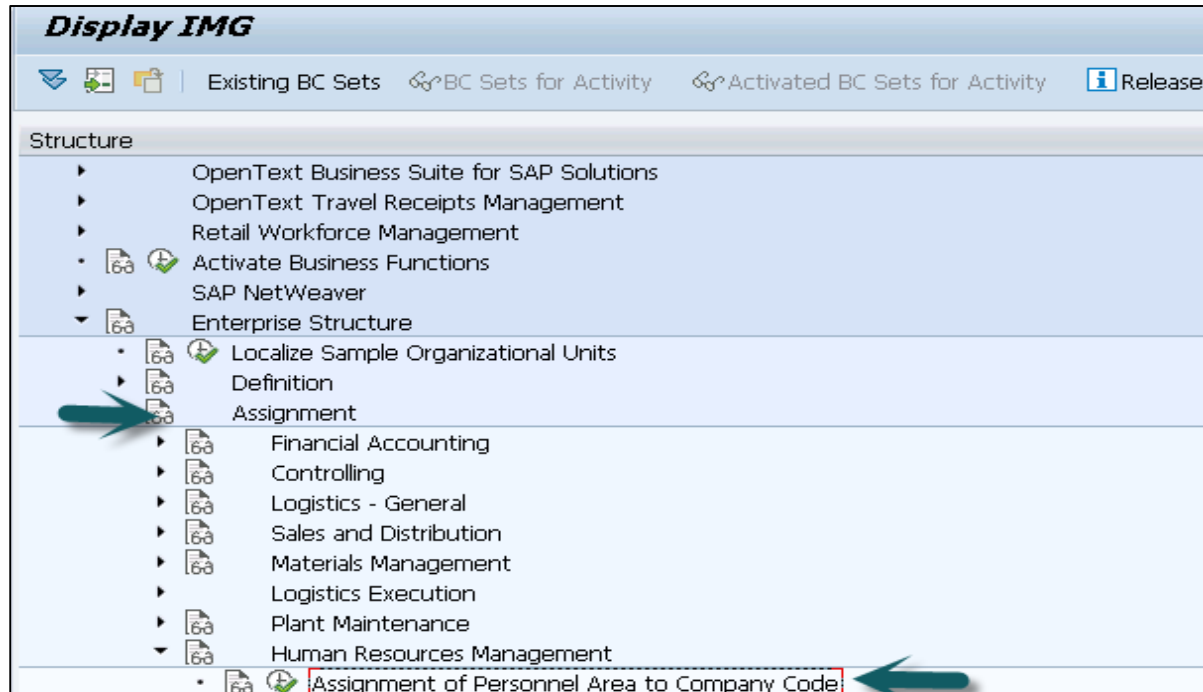 Display IMG
Existing BC Sets BC Sets for Activity Activated BC Sets for Activity Release
Structure
OpenText Business Suite for SAP Solutions
OpenText Travel Receipts Management
Retail Workforce Management
Activate Business Functions
SAP NetWeaver
Enterprise Structure
Localize Sample Organizational Units
Definition
Assignment
Financial Accounting
Controlling
Logistics - General
Sales and Distribution
Materials Management
Logistics Execution
Plant Maintenance
Human Resources Management
Assignment of Personnel Area to Company Code